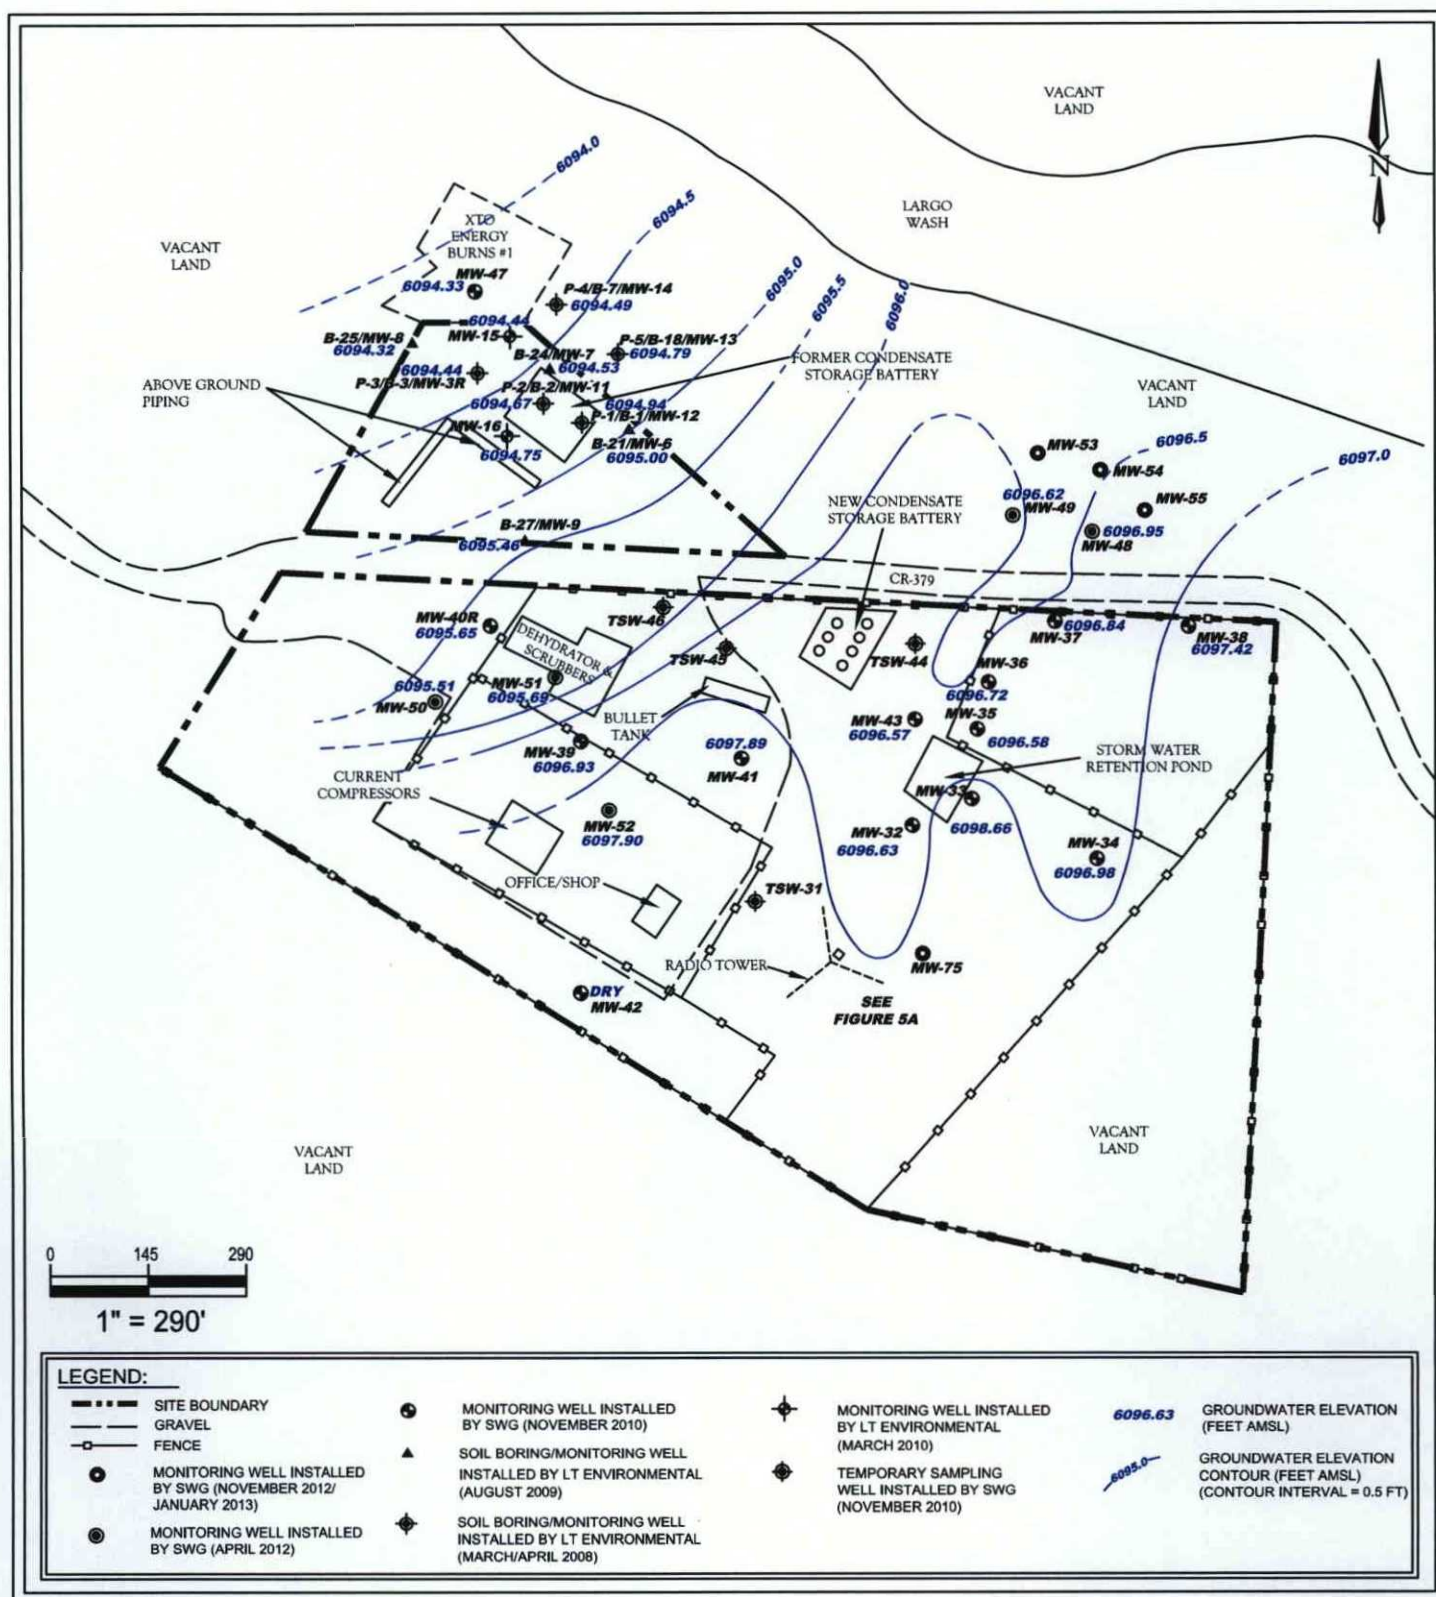 VACANT
LAND
N
6094.0
6094.5
LARGO
WASH
VACANT
LAND
XTO
ENERGY
BURNS #1
6095.0
6095.5
6096.0
MW-47
6094.33
P-4/B-7/MW-14
6094.49
6094.44
MW-15
B-25/MW-8
6094.32
P-5/B-18/MW-13
6094.79
B-24/MW-7
6094.53
FORMER CONDENSATE
STORAGE BATTERY
6094.44
P-3/B-3/MW-3R
ABOVE GROUND
PIPING
P-2/B-2/MW-11
6094.67
6094.94
P-1/B-1/MW-12
MW-16
6094.75
B-21/MW-6
6095.00
VACANT
LAND
6096.5
6097.0
MW-53
MW-54
MW-55
6096.62
MW-49
6096.95
MW-48
NEW CONDENSATE
STORAGE BATTERY
B-27/MW-9
6095.46
CR-379
MW-40R
6095.65
TSW-46
DEHYDRATOR &
SCRUBBERS
TSW-45
TSW-44
6096.84
MW-37
MW-38
6097.42
MW-36
6096.72
6095.51
MW-50
MW-51
6095.69
BULLET
TANK
MW-43
6096.57
MW-35
6096.58
MW-39
6096.93
6097.89
MW-41
STORM WATER
RETENTION POND
CURRENT
COMPRESSORS
MW-33
6098.66
MW-52
6097.90
MW-32
6096.63
MW-34
6096.98
OFFICE/SHOP
TSW-31
RADIO TOWER
MW-75
DRY
MW-42
SEE
FIGURE 5A
VACANT
LAND
VACANT
LAND
0 145 290
1" = 290'
LEGEND:
SITE BOUNDARY
GRAVEL
FENCE
MONITORING WELL INSTALLED
BY SWG (NOVEMBER 2012/
JANUARY 2013)
MONITORING WELL INSTALLED
BY SWG (APRIL 2012)
MONITORING WELL INSTALLED
BY SWG (NOVEMBER 2010)
SOIL BORING/MONITORING WELL
INSTALLED BY LT ENVIRONMENTAL
(AUGUST 2009)
SOIL BORING/MONITORING WELL
INSTALLED BY LT ENVIRONMENTAL
(MARCH/APRIL 2008)
MONITORING WELL INSTALLED
BY LT ENVIRONMENTAL
(MARCH 2010)
TEMPORARY SAMPLING
WELL INSTALLED BY SWG
(NOVEMBER 2010)
6096.63
GROUNDWATER ELEVATION
(FEET AMSL)
6095.0
GROUNDWATER ELEVATION
CONTOUR (FEET AMSL)
(CONTOUR INTERVAL = 0.5 FT)